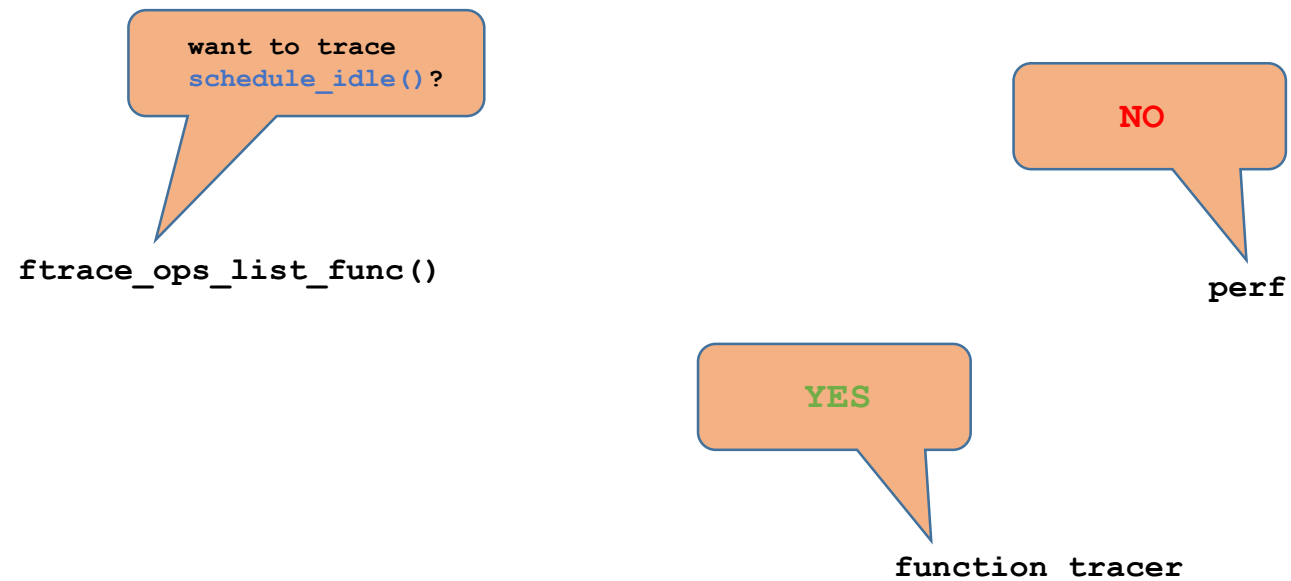 want to trace
schedule_idle()?
NO
ftrace_ops_list_func()
perf
YES
function tracer